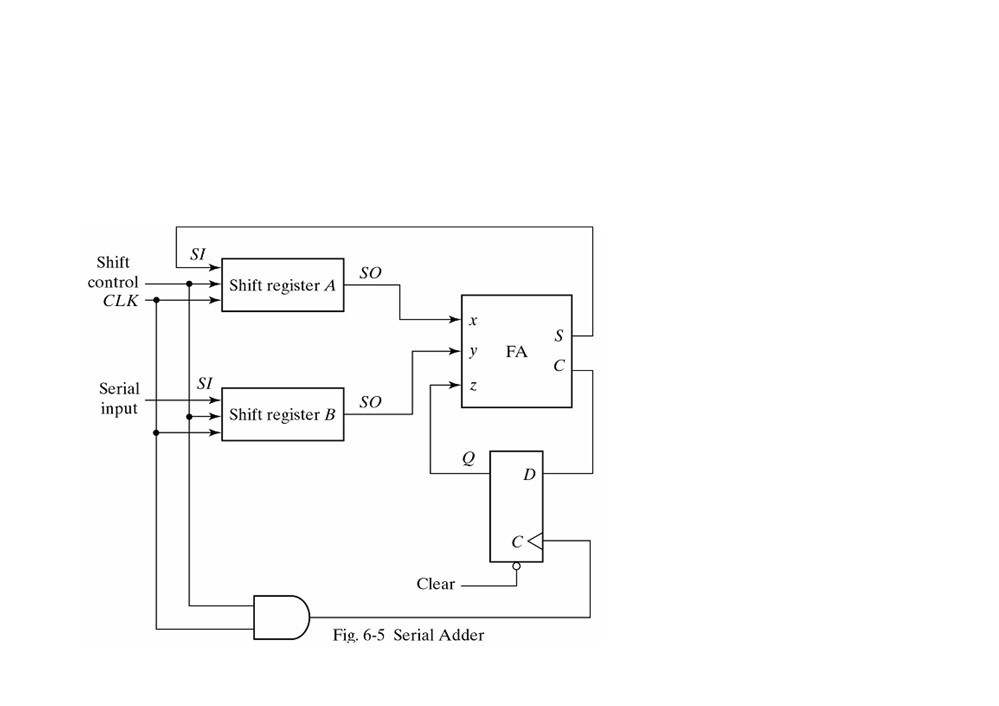 SI
Shift
control
CLK
Shift register A
SO
x
y
z
FA
S
C
Serial
input
SI
Shift register B
SO
Q
D
C
Clear
Fig. 6-5 Serial Adder